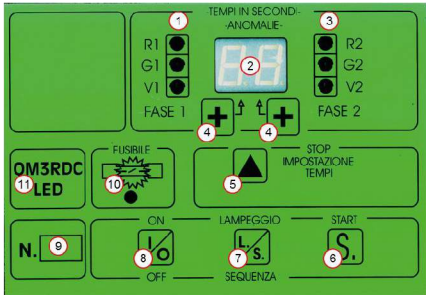 -TEMPI IN SECONDI-
-ANOMALIE-
1
3
R1
G1
V1
FASE 1
2
88
R2
G2
V2
FASE 2
+
+
4
4
FUSIBILE
STOP
IMPOSTAZIONE
TEMPI
5
OM3RDC
LED
11
10
N.
9
ON
LAMPEGGIO
START
I/O
L./S.
S.
8
7
6
OFF
SEQUENZA